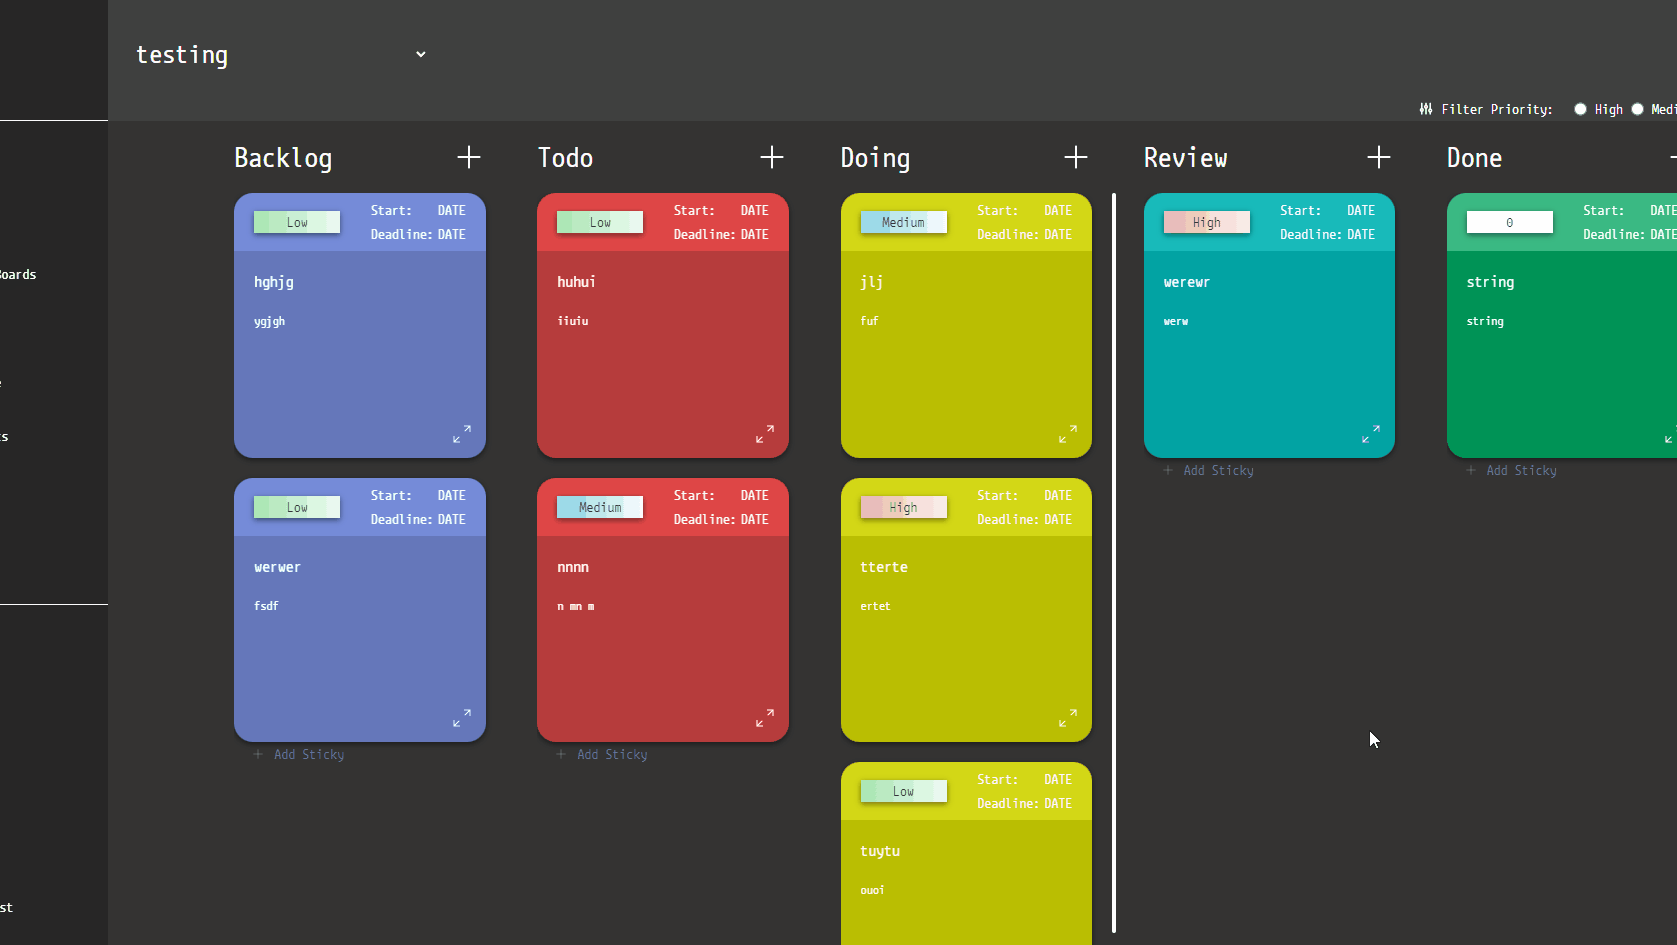 testing
Filter Priority: High Medi
Boards
e
ts
st
Backlog
Low Start: DATE
Deadline: DATE
hghjg
ygjgh
Low Start: DATE
Deadline: DATE
werwer
fsdf
+ Add Sticky
Todo
Low Start: DATE
Deadline: DATE
huhui
iiuiu
Medium Start: DATE
Deadline: DATE
nnnn
n mn m
+ Add Sticky
Doing
Medium Start: DATE
Deadline: DATE
jlj
fuf
High Start: DATE
Deadline: DATE
tterte
ertet
Low Start: DATE
Deadline: DATE
tuytu
ouoi
Review
High Start: DATE
Deadline: DATE
werewr
werw
+ Add Sticky
Done
0 Start: DATE
Deadline: DATE
string
string
+ Add Sticky